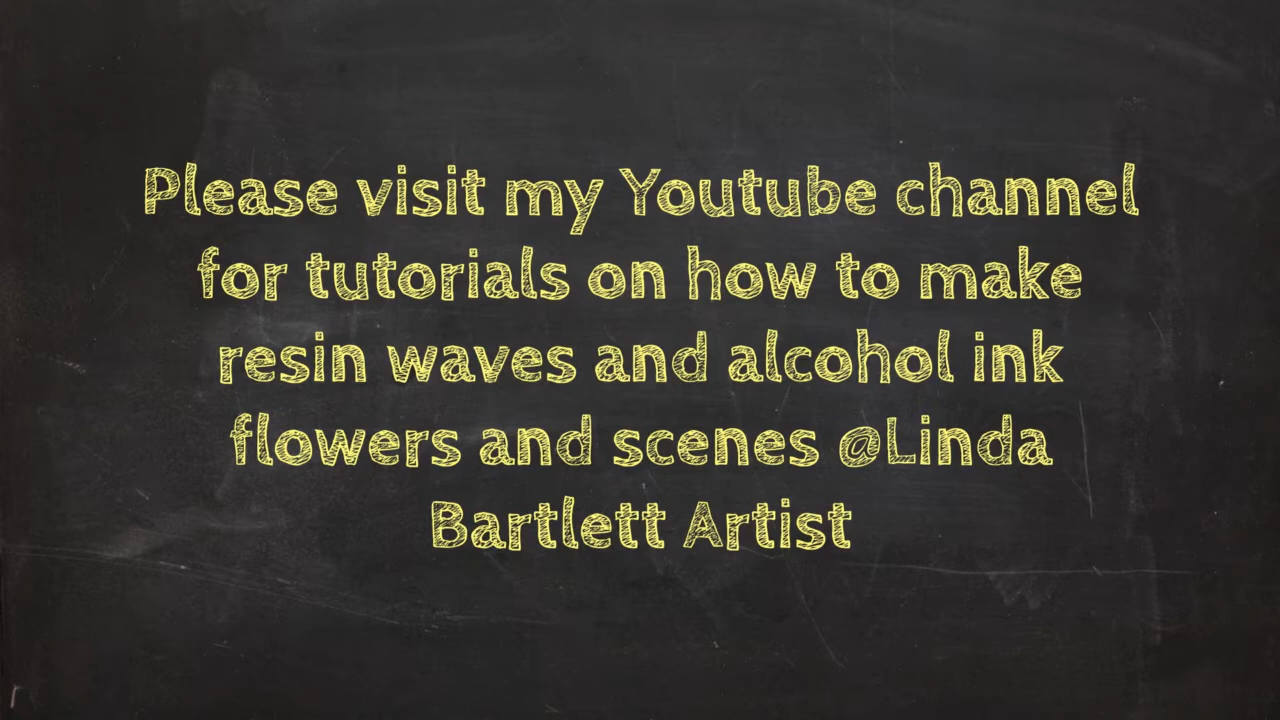 Please visit my Youtube channel
for tutorials on how to make
resin waves and alcohol ink
flowers and scenes @Linda
Bartlett Artist